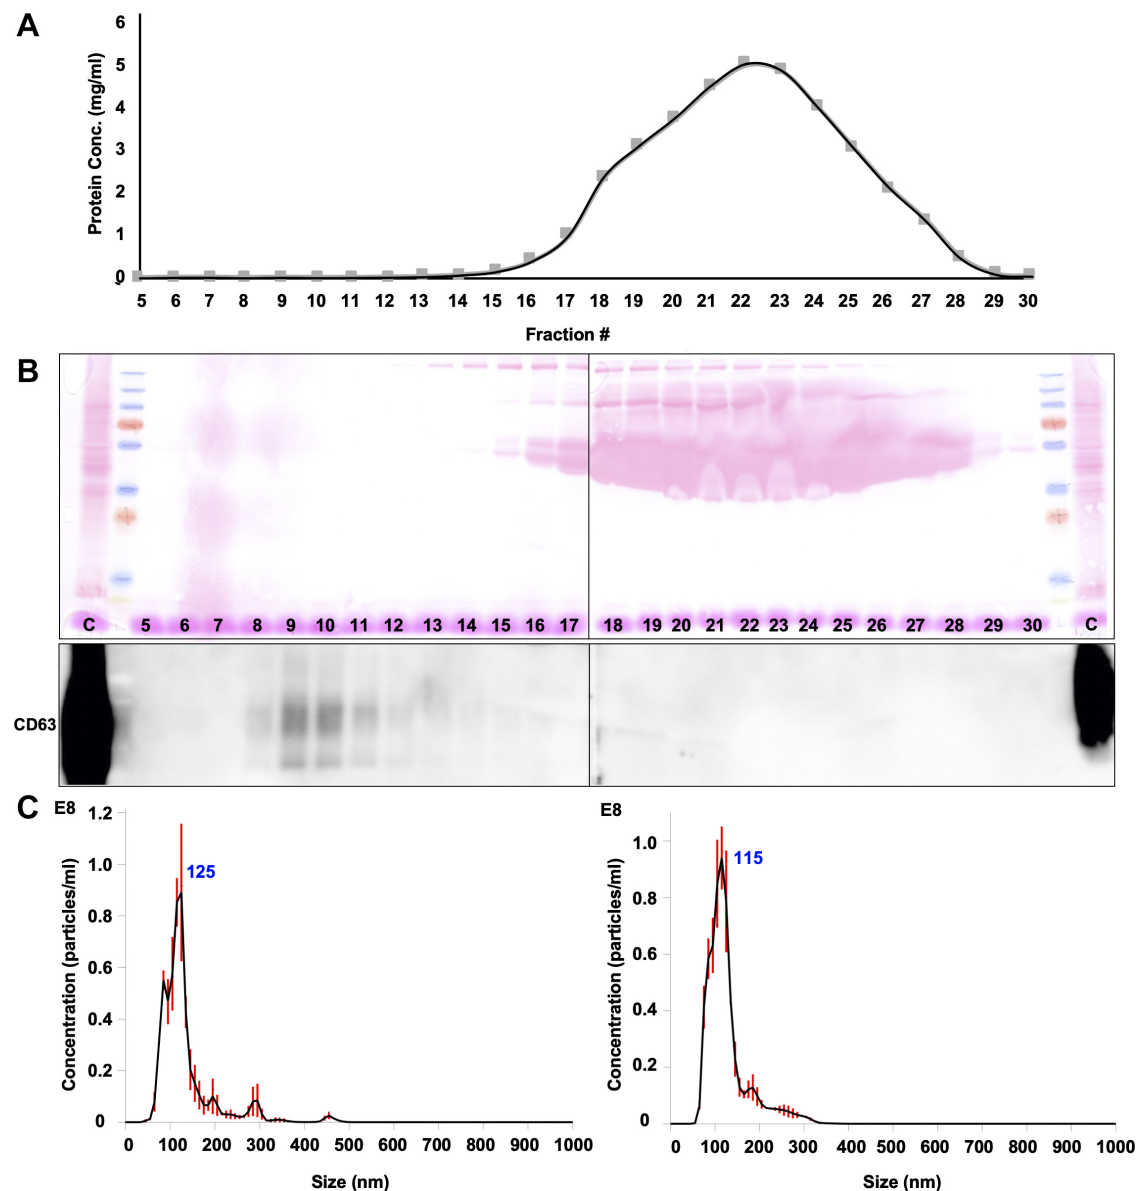 A
Protein Conc. (mg/ml)
6
5
4
3
2
1
0
5 6 7 8 9 10 11 12 13 14 15 16 17 18 19 20 21 22 23 24 25 26 27 28 29 30
Fraction #
B
C 5 6 7 8 9 10 11 12 13 14 15 16 17 18 19 20 21 22 23 24 25 26 27 28 29 30 C
CD63
C
E8
Concentration (particles/ml)
1.2
1.0
0.8
0.6
0.4
0.2
0
125
0 100 200 300 400 500 600 700 800 900 1000
Size (nm)
E8
Concentration (particles/ml)
1.0
0.8
0.6
0.4
0.2
0
115
0 100 200 300 400 500 600 700 800 900 1000
Size (nm)